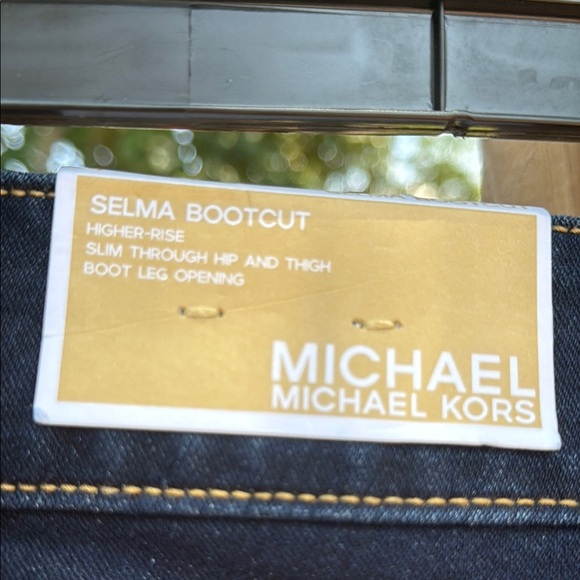 SELMA BOOTCUT
HIGHER-RISE
SLIM THROUGH HIP AND THIGH
BOOT LEG OPENING
MICHAEL
MICHAEL KORS